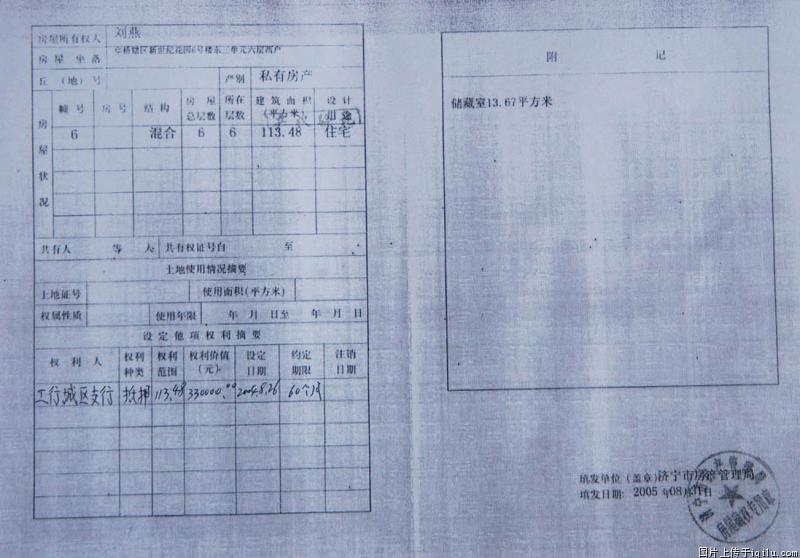 房屋所有权人 刘燕
房屋坐落 区新世纪花园6号楼东二单元六层西户
丘（地）号 产别 私有房产
房屋状况
幢号 房号 结构 房屋总层数 所在层数 建筑面积（平方米） 设计用途
6 混合 6 6 113.48 住宅
共有人 等 人 共有权证号自 至
土地使用情况摘要
土地证号 使用面积(平方米)
权属性质 使用年限 年 月 日至 年 月 日
设定他项权利摘要
权利人 权利种类 权利范围 权利价值(元) 设定日期 约定期限 注销日期
工行城区支行 抵押 113.48 330000.00 2004.8.26 60个月
附 记
储藏室13.67平方米
填发单位（盖章）济宁市房产管理局
填发日期: 2005 年08月 日
图片上传于iqilu.com